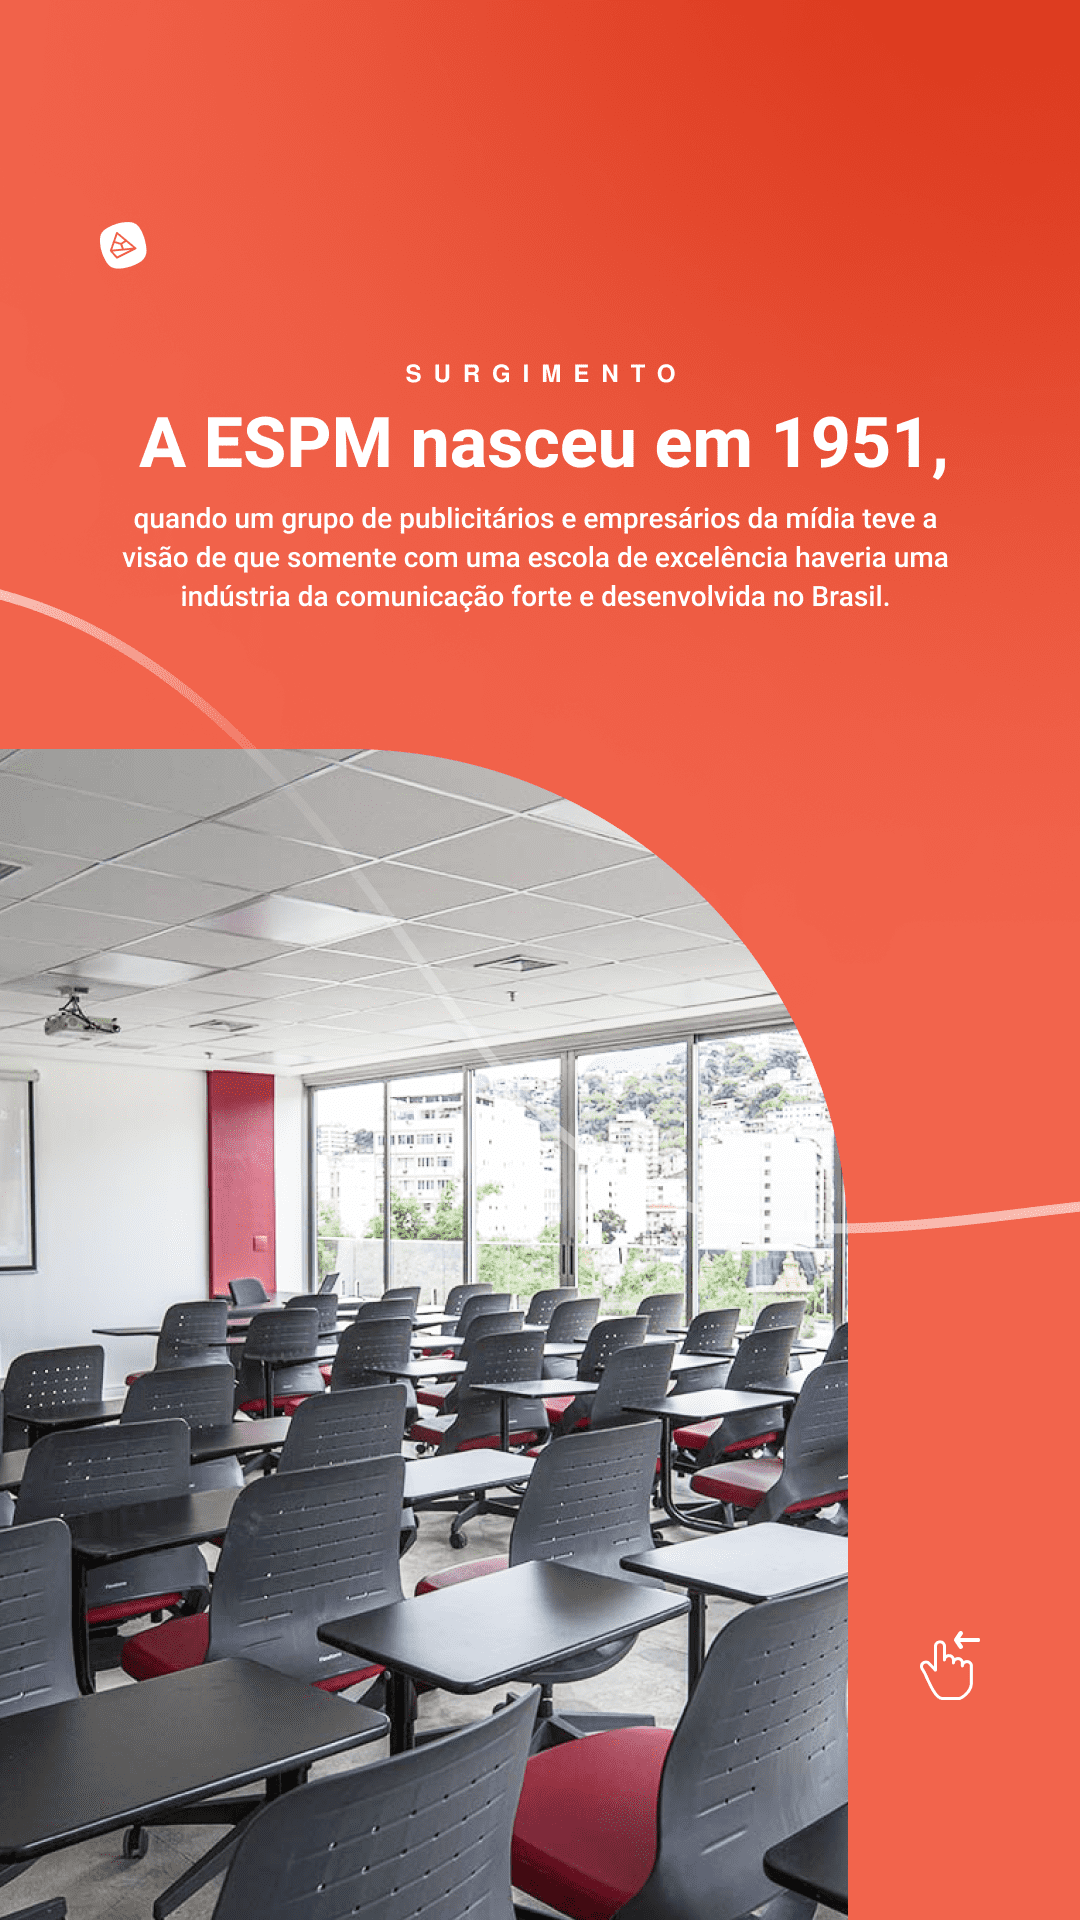 SURGIMENTO
A ESPM nasceu em 1951,
quando um grupo de publicitários e empresários da mídia teve a
visão de que somente com uma escola de excelência haveria uma
indústria da comunicação forte e desenvolvida no Brasil.